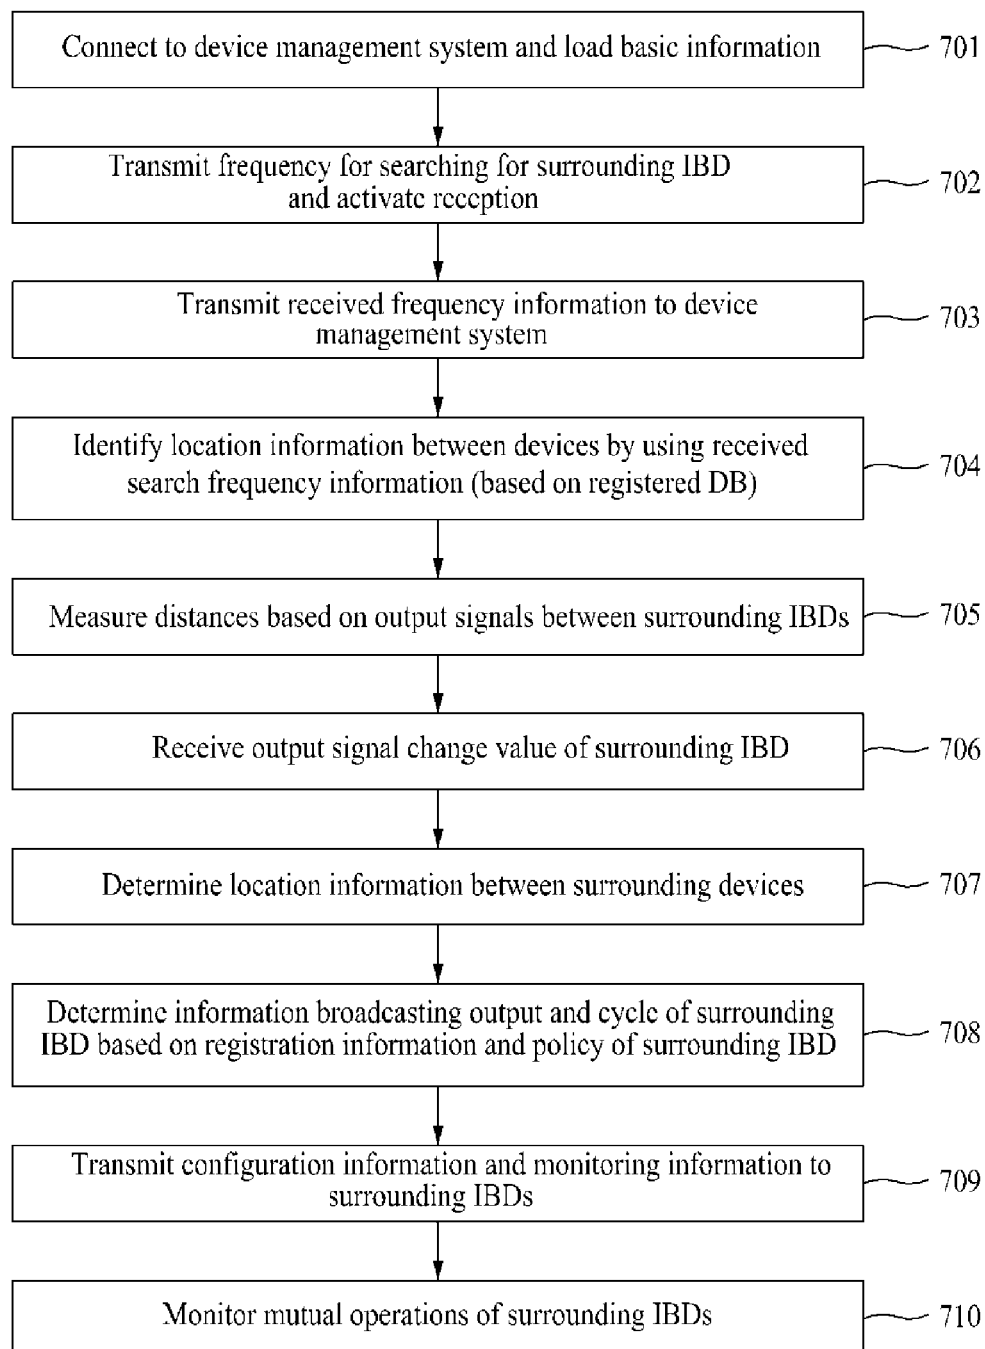 Connect to device management system and load basic information
701
Transmit frequency for searching for surrounding IBD
and activate reception
702
Transmit received frequency information to device
management system
703
Identify location information between devices by using received
search frequency information (based on registered DB)
704
Measure distances based on output signals between surrounding IBDs
705
Receive output signal change value of surrounding IBD
706
Determine location information between surrounding devices
707
Determine information broadcasting output and cycle of surrounding
IBD based on registration information and policy of surrounding IBD
708
Transmit configuration information and monitoring information to
surrounding IBDs
709
Monitor mutual operations of surrounding IBDs
710